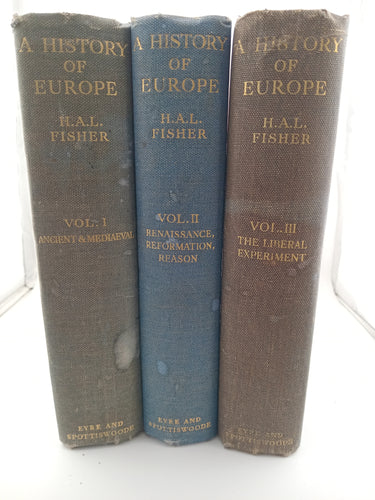 A HISTORY
OF
EUROPE
H.A.L.
FISHER
VOL. I
ANCIENT & MEDIAEVAL
EYRE AND
SPOTTISWOODE
A HISTORY
OF
EUROPE
H.A.L.
FISHER
VOL. II
RENAISSANCE,
REFORMATION,
REASON
EYRE AND
SPOTTISWOODE
A HISTORY
OF
EUROPE
H.A.L.
FISHER
VOL. III
THE LIBERAL
EXPERIMENT
EYRE AND
SPOTTISWOODE